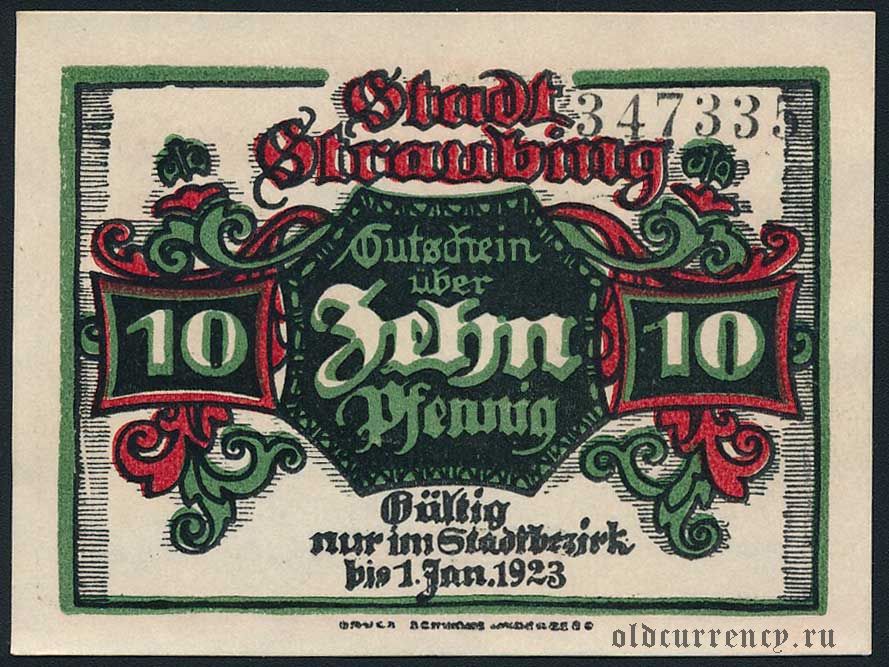 Stadt
347335
Straubing
Gutschein
über
Zehn
10
10
Pfennig
Gültig
nur im Stadtbezirk
bis 1. Jan. 1923
oldcurrency.ru